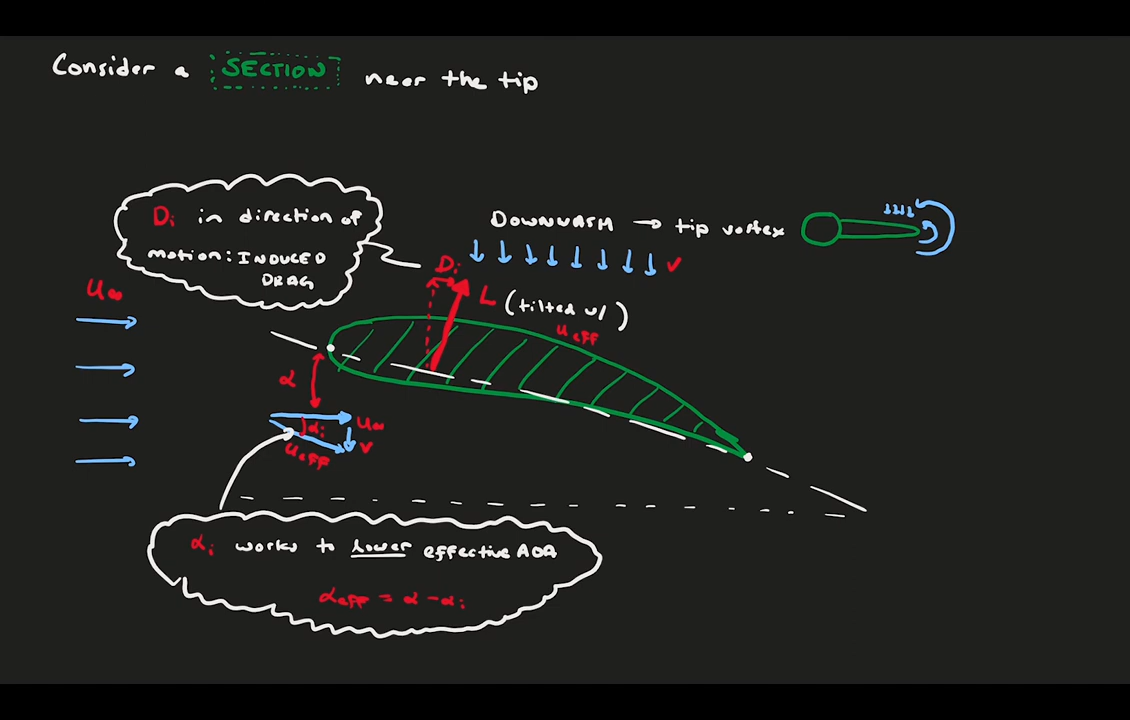 Consider a SECTION near the tip
Di in direction of
motion: INDUCED
DRAG
DOWNWASH → tip vortex
v
Di
L (tilted w/)
ueff
u∞
α
αi
u∞
v
ueff
αi works to lower effective AOA
αeff = α - αi